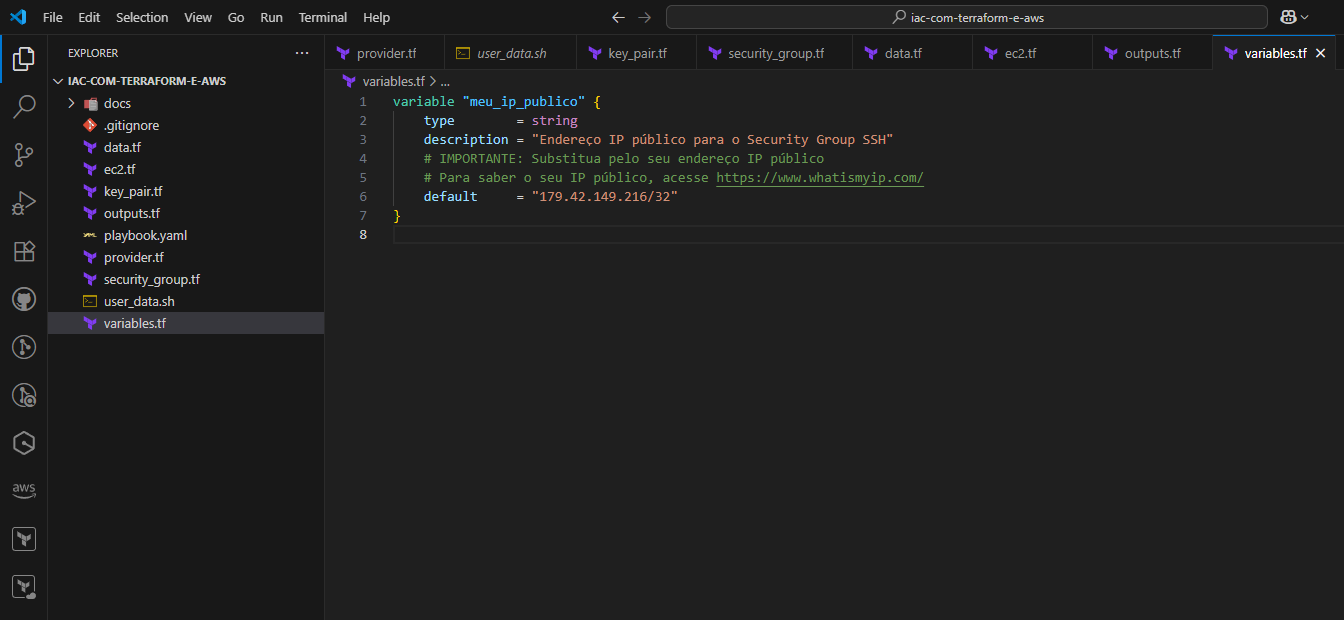 File Edit Selection View Go Run Terminal Help
iac-com-terraform-e-aws
EXPLORER
IAC-COM-TERRAFORM-E-AWS
docs
.gitignore
data.tf
ec2.tf
key_pair.tf
outputs.tf
playbook.yaml
provider.tf
security_group.tf
user_data.sh
variables.tf
aws
provider.tf user_data.sh key_pair.tf security_group.tf data.tf ec2.tf outputs.tf variables.tf
variables.tf > ...
1 variable "meu_ip_publico" {
2     type        = string
3     description = "Endereço IP público para o Security Group SSH"
4     # IMPORTANTE: Substitua pelo seu endereço IP público
5     # Para saber o seu IP público, acesse https://www.whatismyip.com/
6     default     = "179.42.149.216/32"
7 }
8